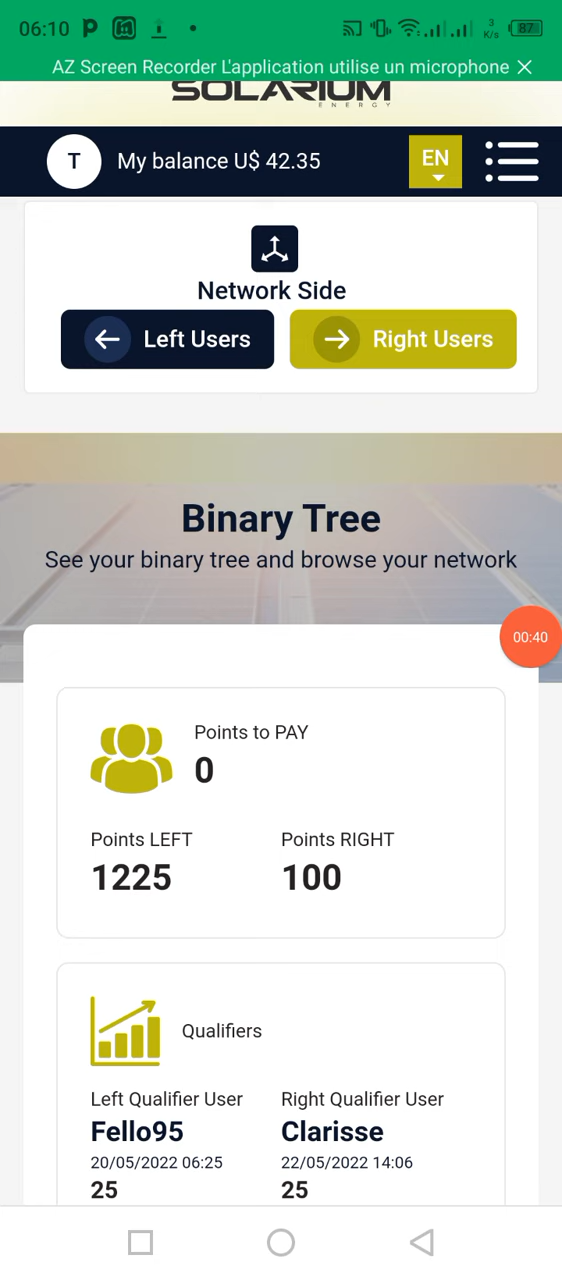 06:10
3
K/s
87
AZ Screen Recorder L'application utilise un microphone
SOLARIUM
ENERGY
T
My balance U$ 42.35
EN
Network Side
Left Users
Right Users
Binary Tree
See your binary tree and browse your network
00:40
Points to PAY
0
Points LEFT
Points RIGHT
1225
100
Qualifiers
Left Qualifier User
Right Qualifier User
Fello95
Clarisse
20/05/2022 06:25
22/05/2022 14:06
25
25